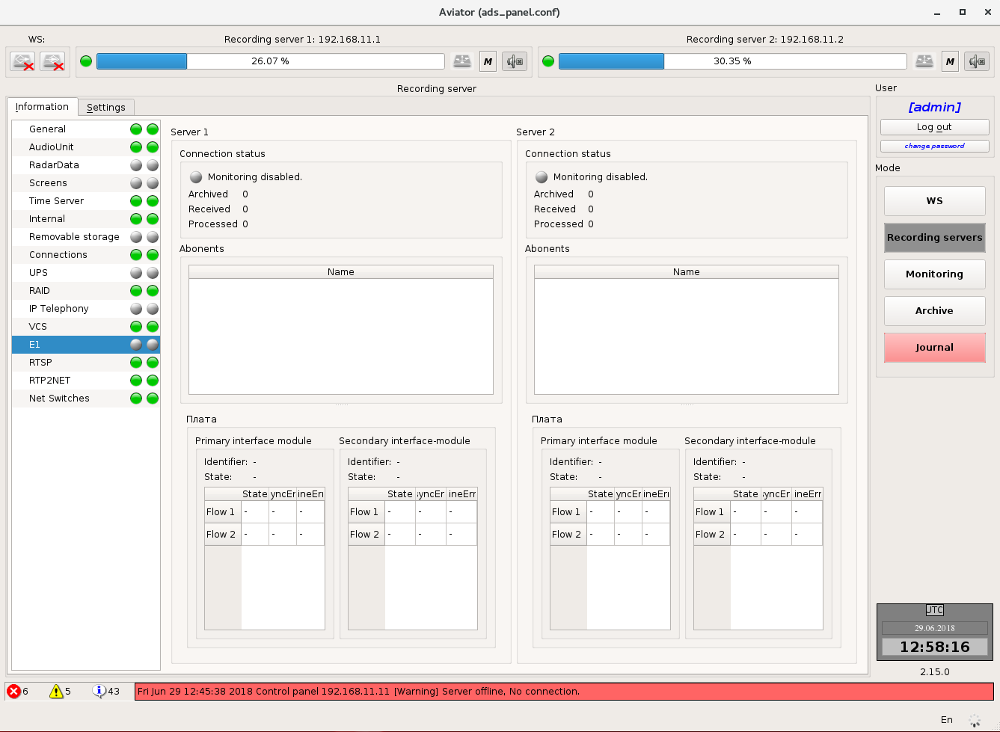 Aviator (ads_panel.conf)
WS:
Recording server 1: 192.168.11.1
Recording server 2: 192.168.11.2
26.07 %
M
30.35 %
M
Recording server
User
Information
Settings
[admin]
Log out
change password
Mode
WS
Recording servers
Monitoring
Archive
Journal
General
AudioUnit
RadarData
Screens
Time Server
Internal
Removable storage
Connections
UPS
RAID
IP Telephony
VCS
E1
RTSP
RTP2NET
Net Switches
Server 1
Connection status
Monitoring disabled.
Archived 0
Received 0
Processed 0
Abonents
Name
Плата
Primary interface module
Identifier: -
State: -
State yncEr ineErr
Flow 1 - - -
Flow 2 - - -
Secondary interface-module
Identifier: -
State: -
State syncErr ineErr
Flow 1 - - -
Flow 2 - - -
Server 2
Connection status
Monitoring disabled.
Archived 0
Received 0
Processed 0
Abonents
Name
Плата
Primary interface module
Identifier: -
State: -
State yncEr ineErr
Flow 1 - - -
Flow 2 - - -
Secondary interface-module
Identifier: -
State: -
State syncErr ineErr
Flow 1 - - -
Flow 2 - - -
UTC
29.06.2018
12:58:16
2.15.0
6
5
43
Fri Jun 29 12:45:38 2018 Control panel 192.168.11.11 [Warning] Server offline, No connection.
En